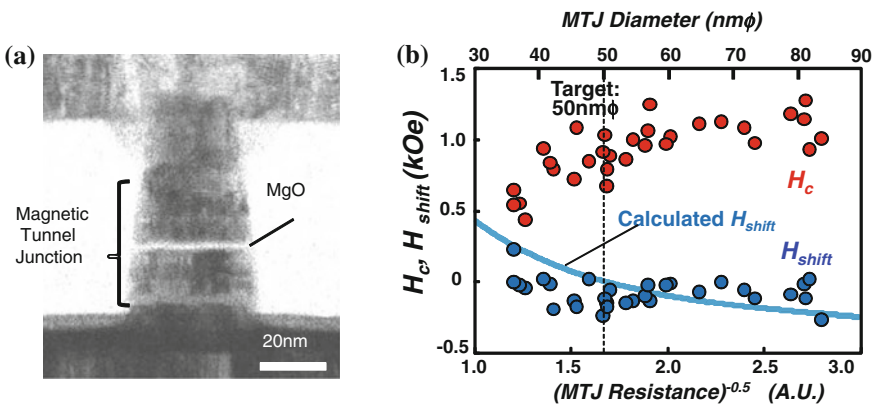 (a)
Magnetic
Tunnel
Junction
MgO
20nm
(b)
MTJ Diameter (nmφ)
30 40 50 60 70 80 90
Target:
50nmφ
1.5
1.0
0.5
0
-0.5
Hc, Hshift (kOe)
Hc
Calculated Hshift
Hshift
1.0 1.5 2.0 2.5 3.0
(MTJ Resistance)-0.5 (A.U.)